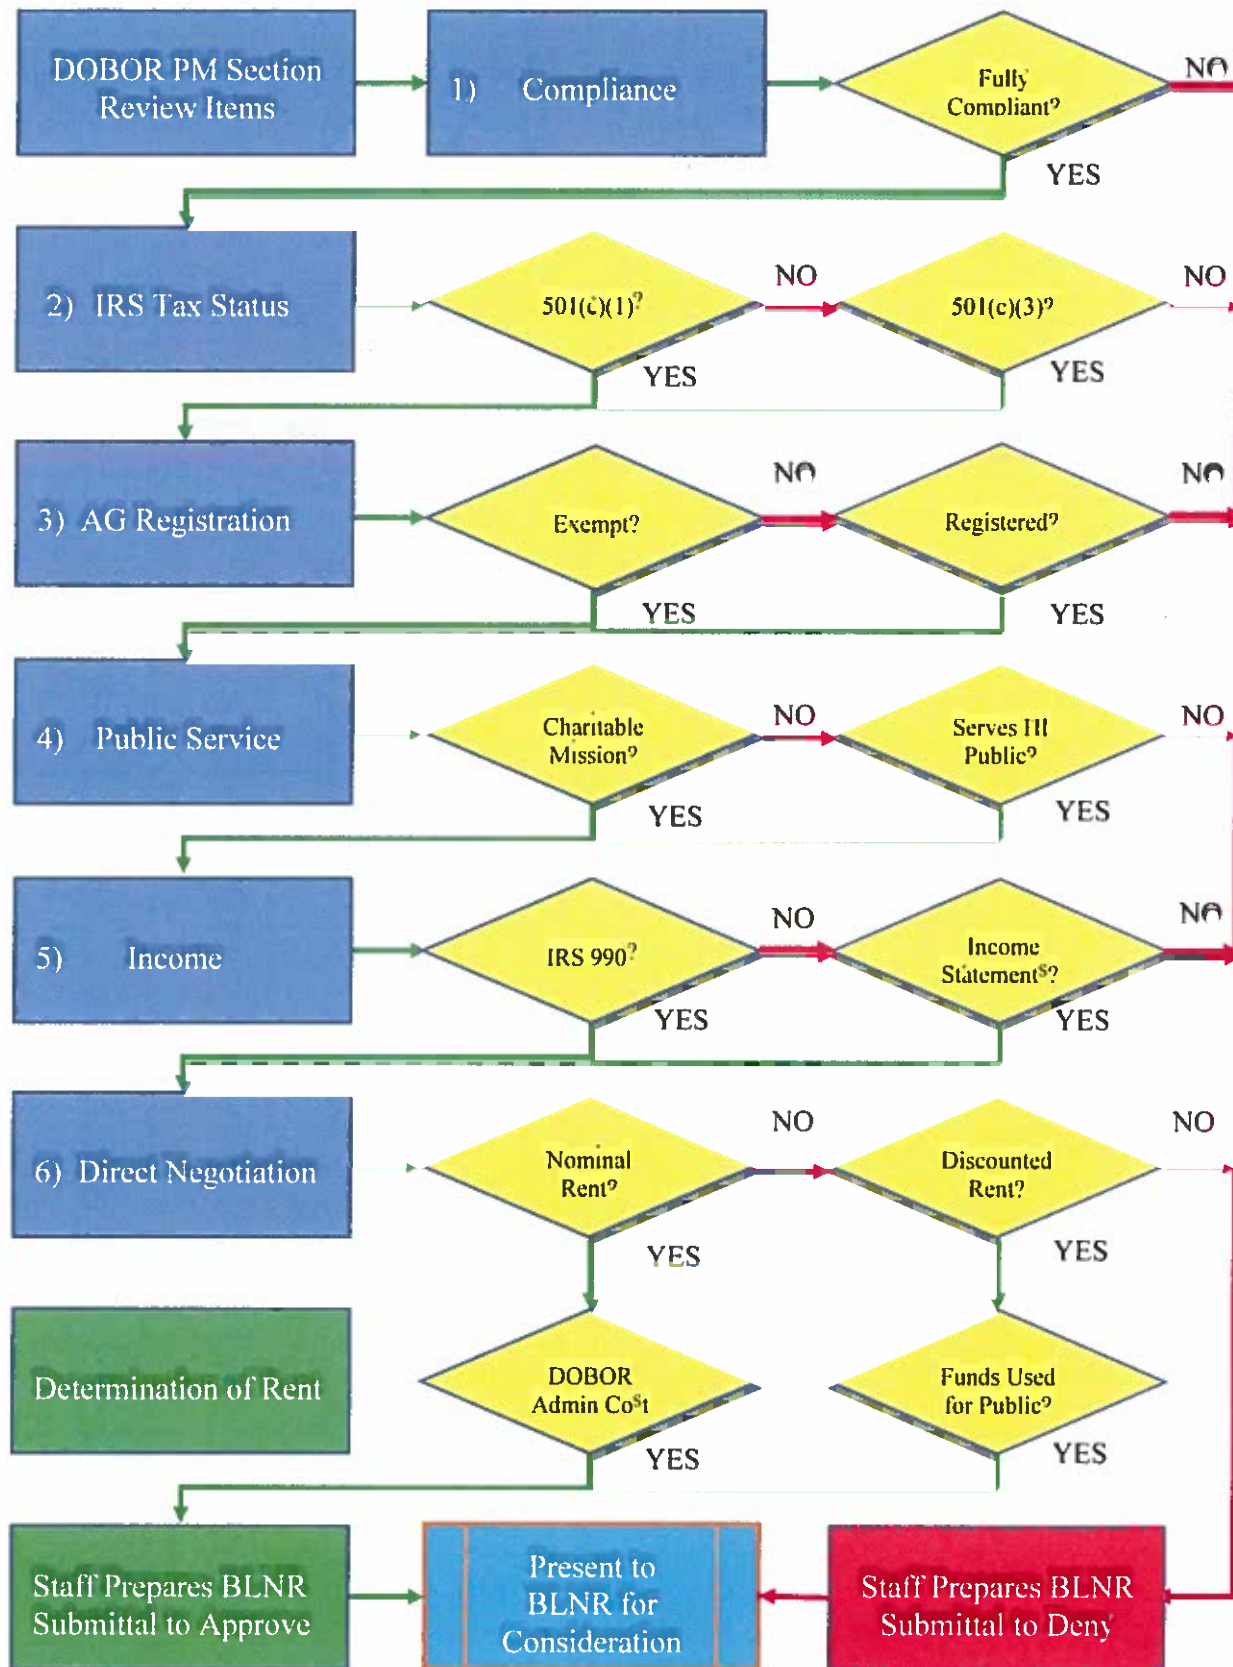 DOBOR PM Section
Review Items
1) Compliance
Fully
Compliant?
NO
YES
2) IRS Tax Status
501(c)(1)?
NO
501(c)(3)?
NO
YES
YES
3) AG Registration
Exempt?
NO
Registered?
NO
YES
YES
4) Public Service
Charitable
Mission?
NO
Serves HI
Public?
NO
YES
YES
5) Income
IRS 990?
NO
Income
Statements?
NO
YES
YES
6) Direct Negotiation
Nominal
Rent?
NO
Discounted
Rent?
NO
YES
YES
Determination of Rent
DOBOR
Admin Cost
Funds Used
for Public?
YES
YES
Staff Prepares BLNR
Submittal to Approve
Present to
BLNR for
Consideration
Staff Prepares BLNR
Submittal to Deny